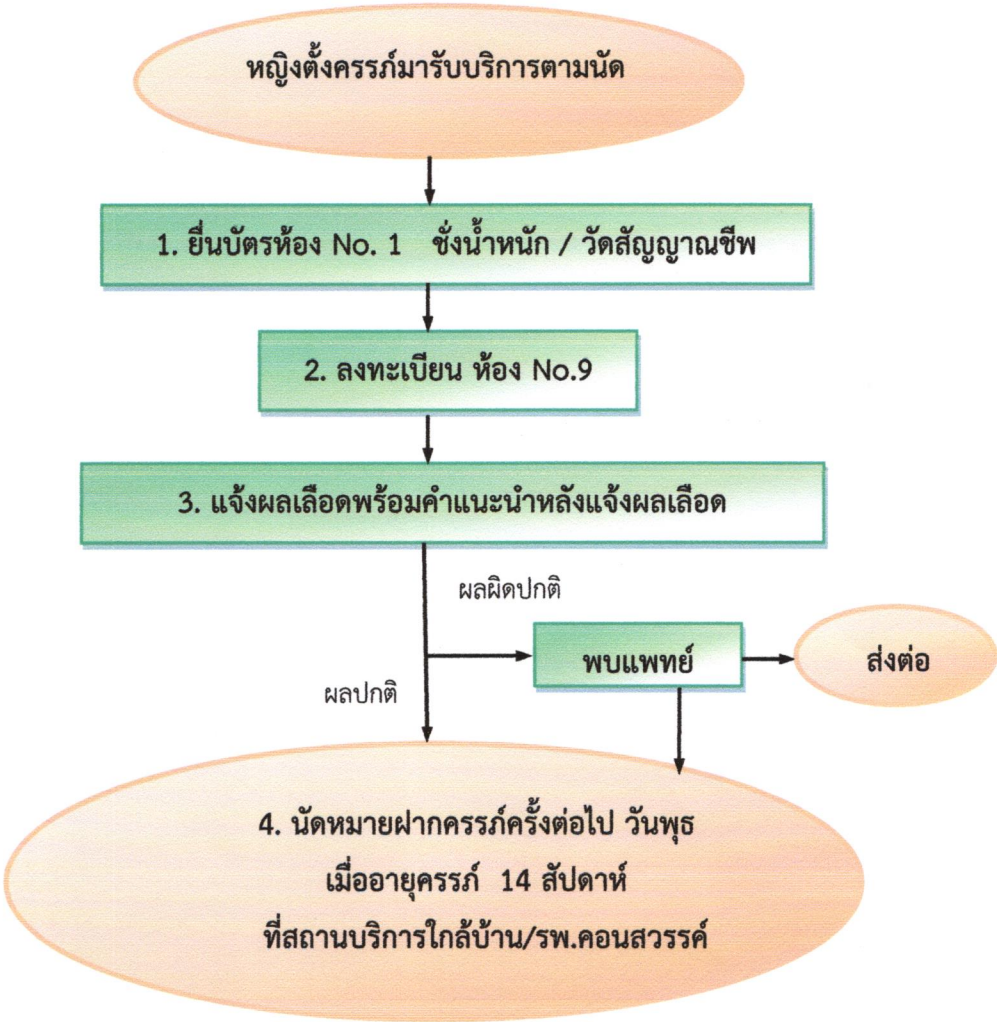 หญิงตั้งครรภ์มารับบริการตามนัด
1. ยื่นบัตรห้อง No. 1 ชั่งน้ำหนัก / วัดสัญญาณชีพ
2. ลงทะเบียน ห้อง No.9
3. แจ้งผลเลือดพร้อมคำแนะนำหลังแจ้งผลเลือด
ผลผิดปกติ
พบแพทย์
ส่งต่อ
ผลปกติ
4. นัดหมายฝากครรภ์ครั้งต่อไป วันพุธ
เมื่ออายุครรภ์ 14 สัปดาห์
ที่สถานบริการใกล้บ้าน/รพ.คอนสวรรค์